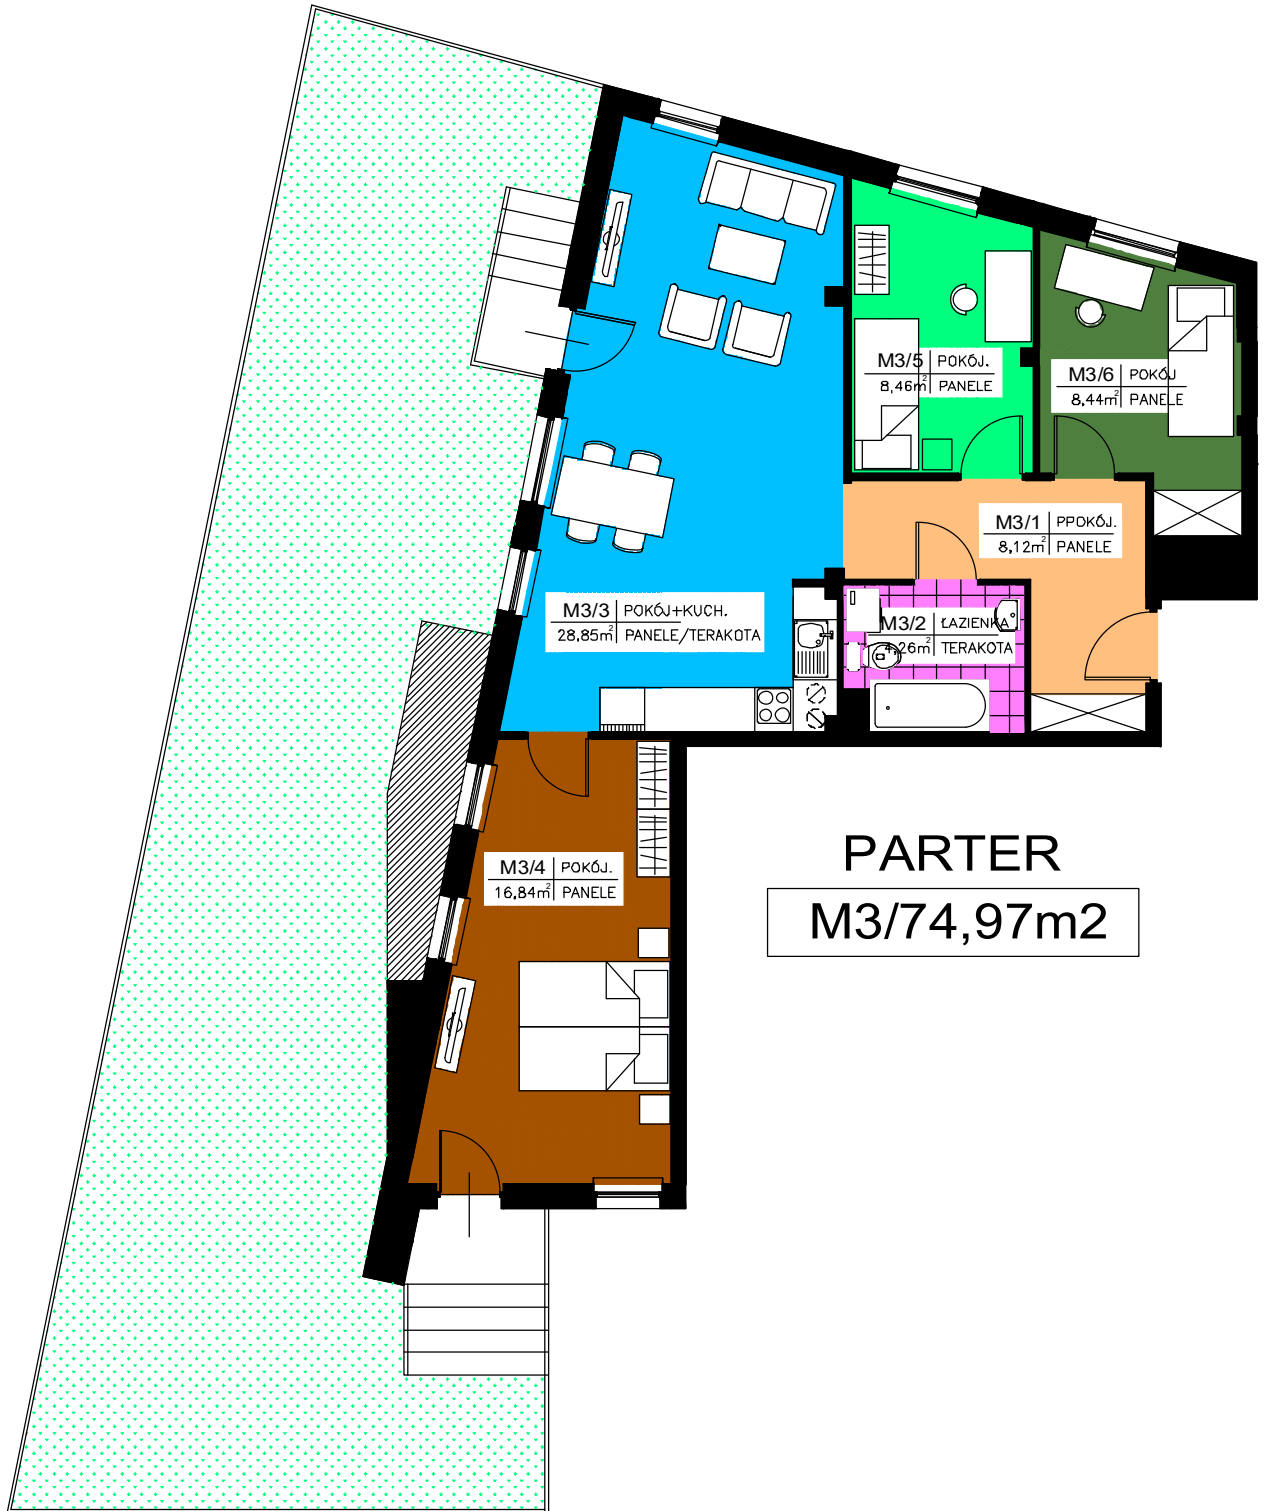 M3/5 POKÓJ.
8,46m² PANELE
M3/6 POKÓJ
8,44m² PANELE
M3/1 PPOKÓJ.
8,12m² PANELE
M3/3 POKÓJ+KUCH.
28,85m² PANELE/TERAKOTA
M3/2 ŁAZIENKA
4,26m² TERAKOTA
M3/4 POKÓJ.
16,84m² PANELE
PARTER
M3/74,97m2